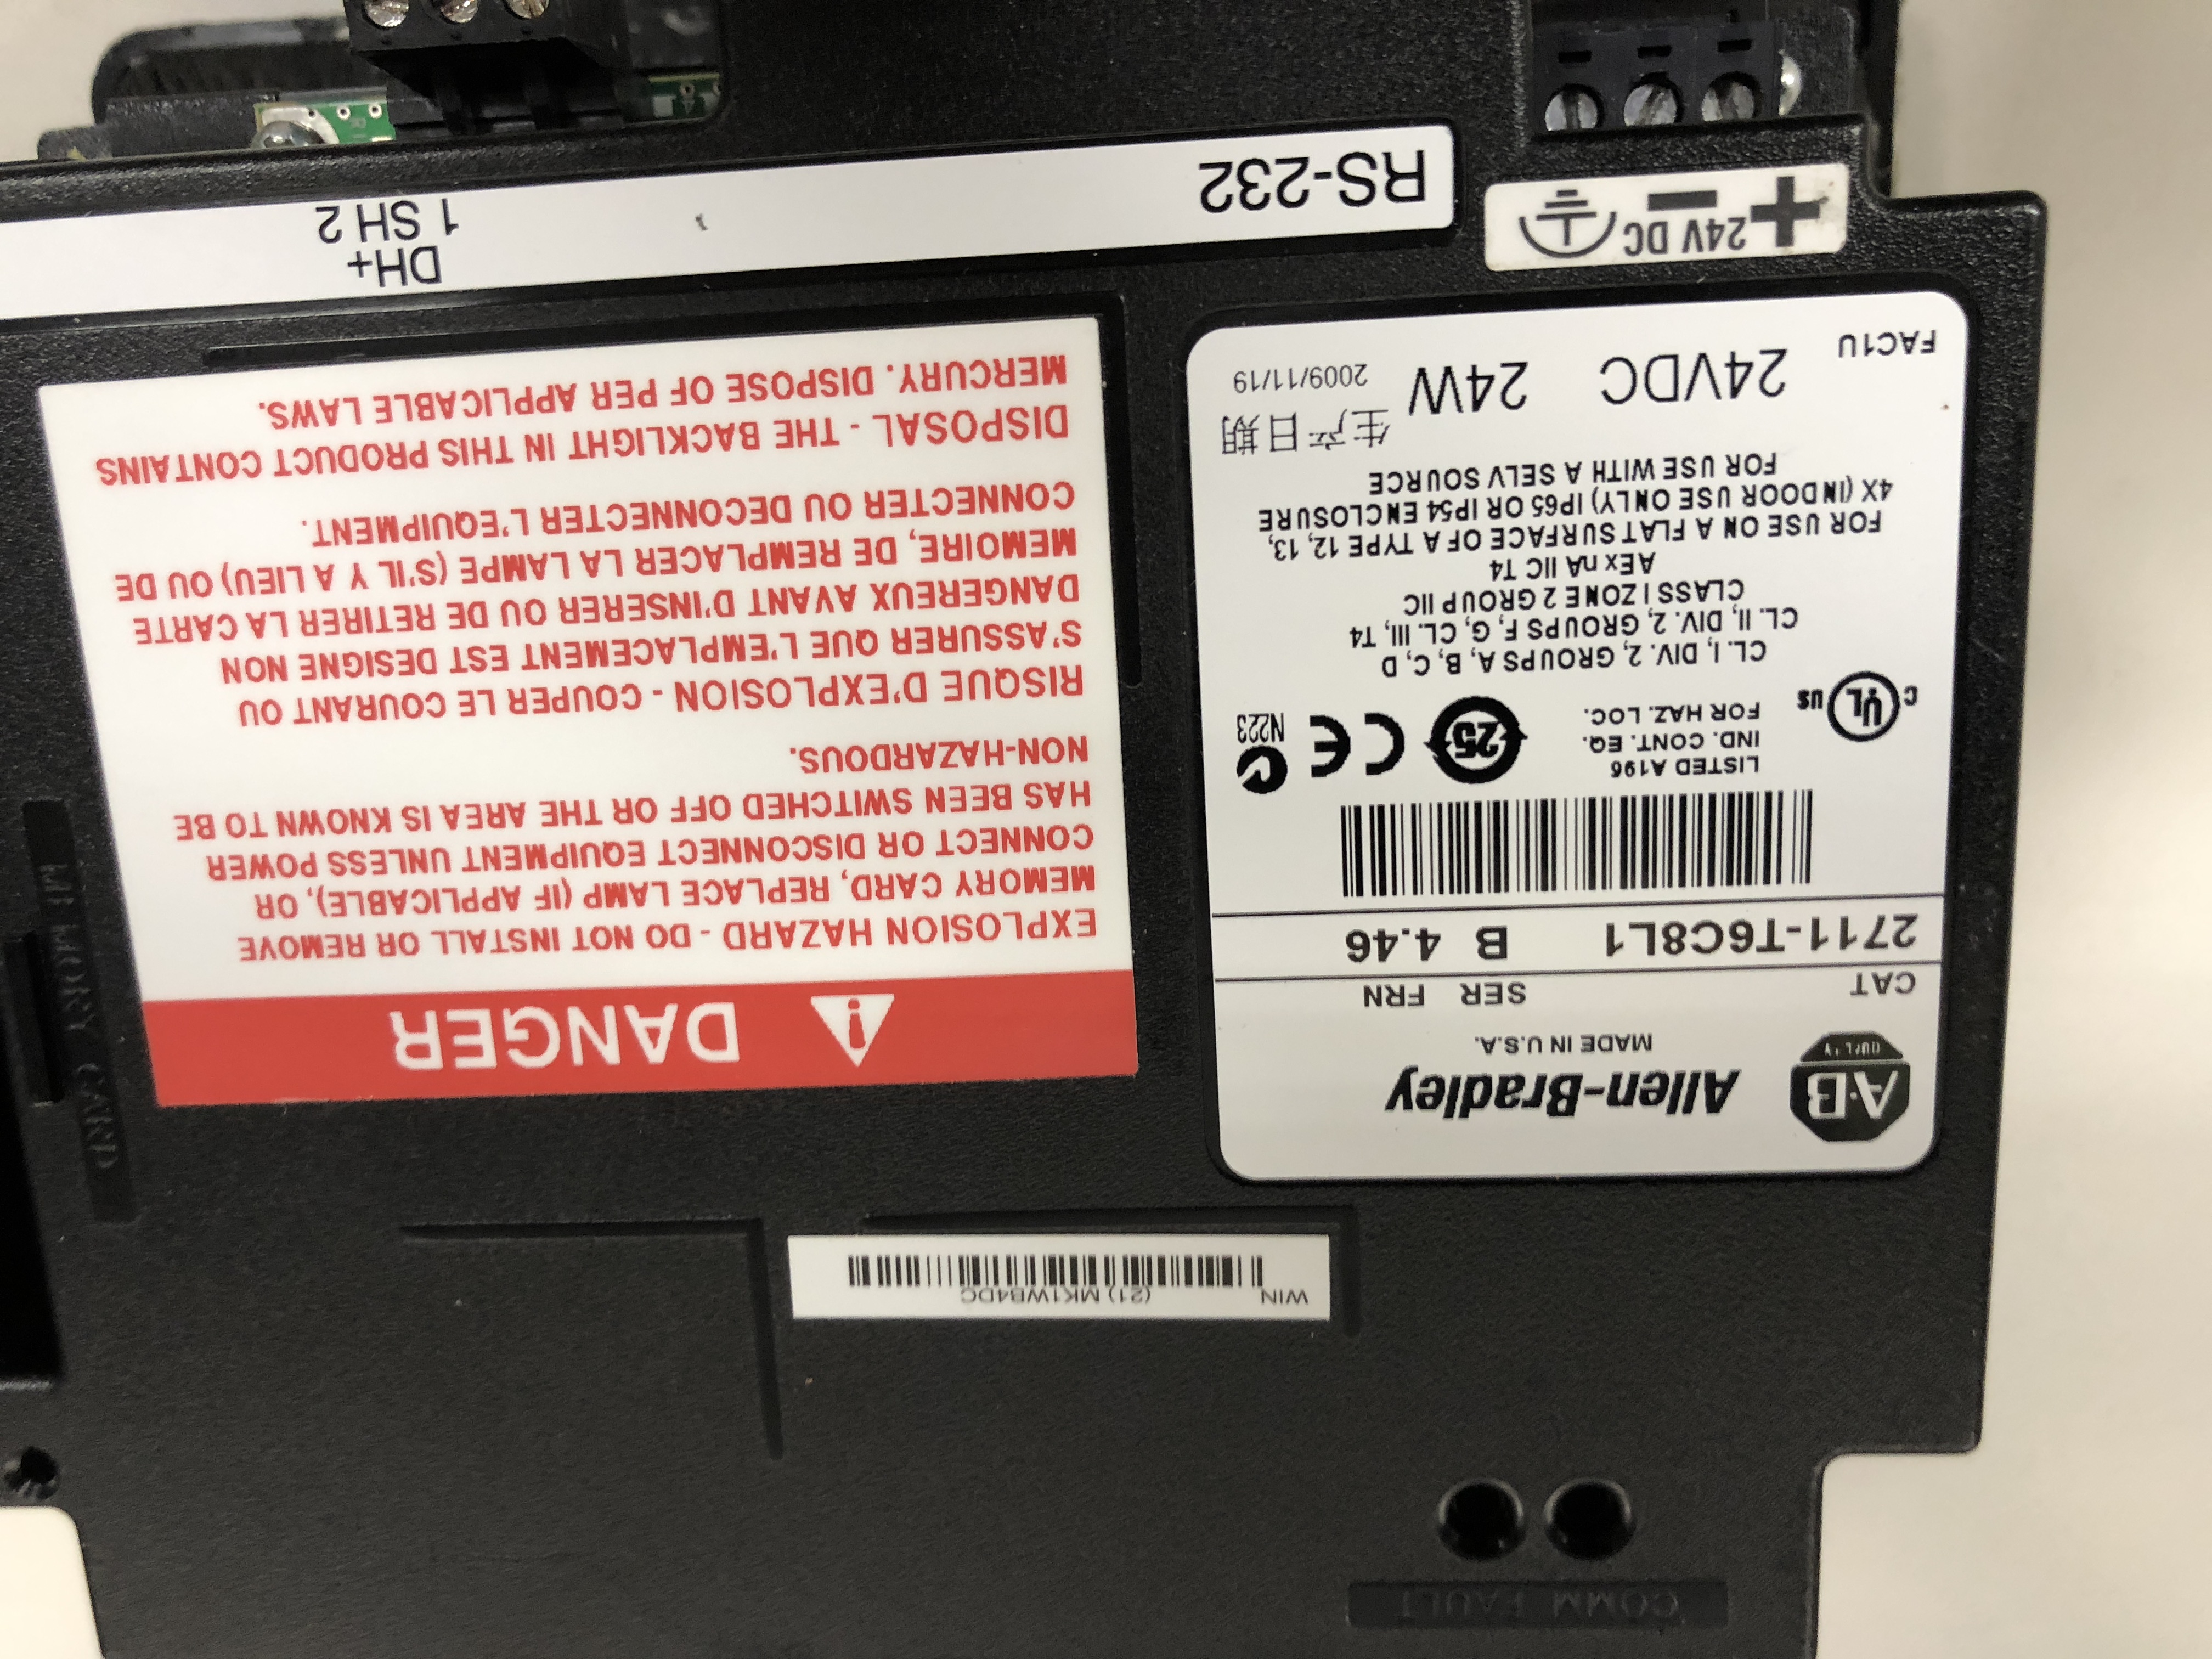 COMM FAULT
WIN (21) MK1WB4DC
A-B
QUALITY
Allen-Bradley
MADE IN U.S.A.
CAT SER FRN
2711-T6C8L1 B 4.46
LISTED A196
IND. CONT. EQ.
FOR HAZ. LOC.
C UL US
25
CE
N223
CL. I, DIV. 2, GROUPS A, B, C, D
CL. II, DIV. 2, GROUPS F, G, CL. III, T4
CLASS I ZONE 2 GROUP IIC
AEx nA IIC T4
FOR USE ON A FLAT SURFACE OF A TYPE 12, 13,
4X (INDOOR USE ONLY) IP65 OR IP54 ENCLOSURE
FOR USE WITH A SELV SOURCE
24VDC 24W
生产日期
2009/11/19
FAC1U
MEMORY CARD
DANGER
EXPLOSION HAZARD - DO NOT INSTALL OR REMOVE
MEMORY CARD, REPLACE LAMP (IF APPLICABLE), OR
CONNECT OR DISCONNECT EQUIPMENT UNLESS POWER
HAS BEEN SWITCHED OFF OR THE AREA IS KNOWN TO BE
NON-HAZARDOUS.
RISQUE D'EXPLOSION - COUPER LE COURANT OU
S'ASSURER QUE L'EMPLACEMENT EST DESIGNE NON
DANGEREUX AVANT D'INSERER OU DE RETIRER LA CARTE
MEMOIRE, DE REMPLACER LA LAMPE (S'IL Y A LIEU) OU DE
CONNECTER OU DECONNECTER L'EQUIPMENT.
DISPOSAL - THE BACKLIGHT IN THIS PRODUCT CONTAINS
MERCURY. DISPOSE OF PER APPLICABLE LAWS.
+ 24V DC -
RS-232
DH+
1 SH 2